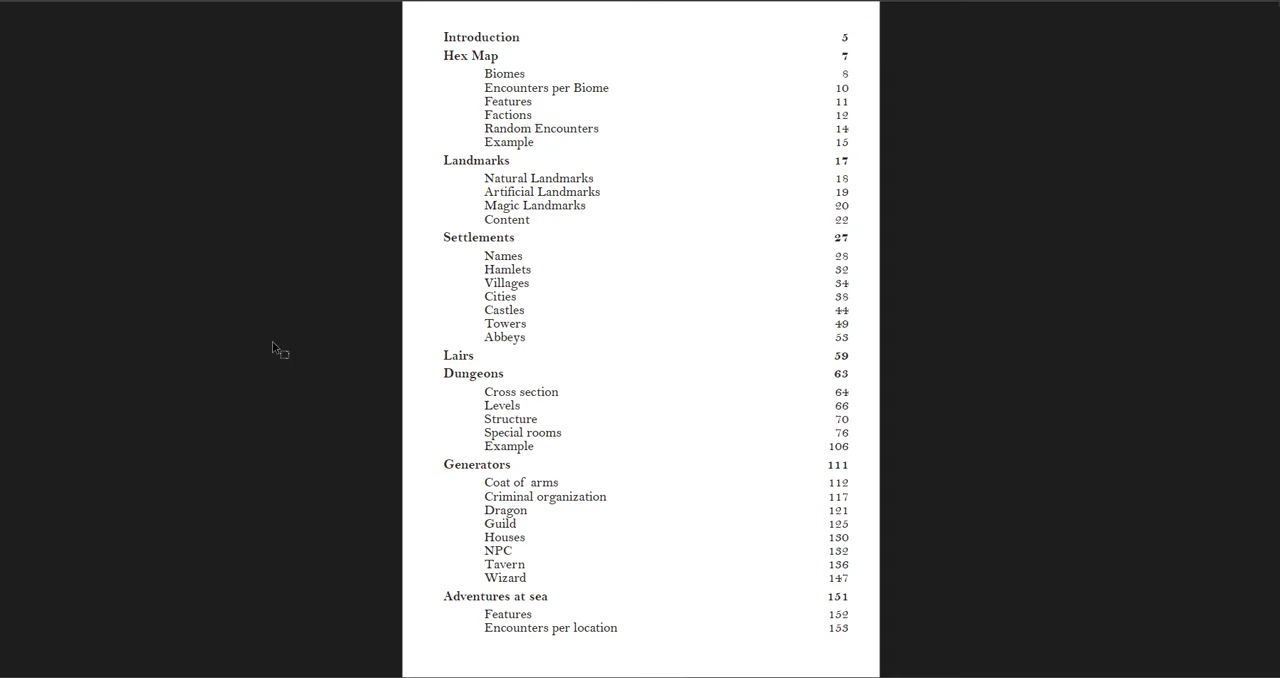 Introduction 5
Hex Map 7
Biomes 8
Encounters per Biome 10
Features 11
Factions 12
Random Encounters 14
Example 15
Landmarks 17
Natural Landmarks 18
Artificial Landmarks 19
Magic Landmarks 20
Content 22
Settlements 27
Names 28
Hamlets 32
Villages 34
Cities 38
Castles 44
Towers 49
Abbeys 53
Lairs 59
Dungeons 63
Cross section 64
Levels 66
Structure 70
Special rooms 76
Example 106
Generators 111
Coat of arms 112
Criminal organization 117
Dragon 121
Guild 125
Houses 130
NPC 132
Tavern 136
Wizard 147
Adventures at sea 151
Features 152
Encounters per location 153